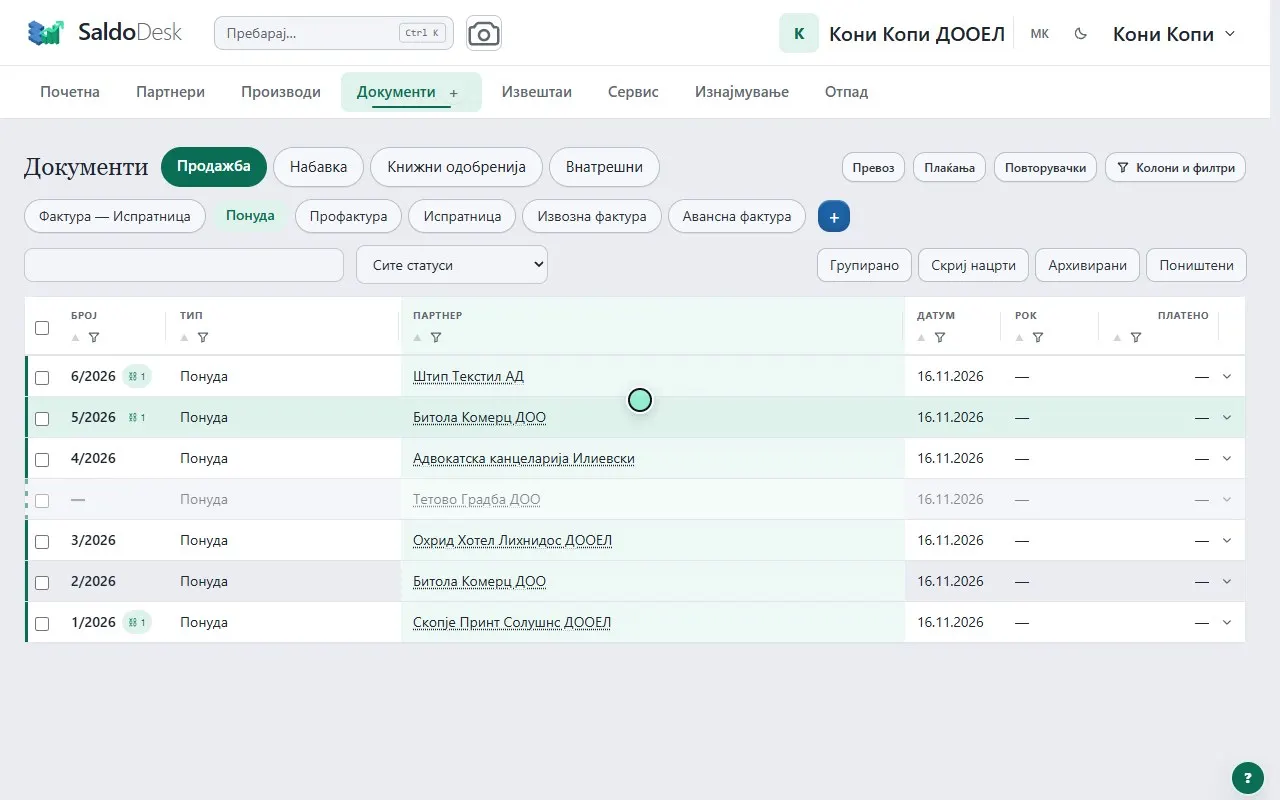 SaldoDesk Пребарај... Ctrl K К Кони Копи ДООЕЛ МК Кони Копи
Почетна Партнери Производи Документи + Извештаи Сервис Изнајмување Отпад
Документи Продажба Набавка Книжни одобренија Внатрешни Превоз Плаќања Повторувачки Колони и филтри
Фактура — Испратница Понуда Профактура Испратница Извозна фактура Авансна фактура +
Сите статуси Групирано Скриј нацрти Архивирани Поништени
БРОЈ ТИП ПАРТНЕР ДАТУМ РОК ПЛАТЕНО
6/2026 1 Понуда Штип Текстил АД 16.11.2026 — —
5/2026 1 Понуда Битола Комерц ДОО 16.11.2026 — —
4/2026 Понуда Адвокатска канцеларија Илиевски 16.11.2026 — —
— Понуда Тетово Градба ДОО 16.11.2026 — —
3/2026 Понуда Охрид Хотел Лихнидос ДООЕЛ 16.11.2026 — —
2/2026 Понуда Битола Комерц ДОО 16.11.2026 — —
1/2026 1 Понуда Скопје Принт Солушнс ДООЕЛ 16.11.2026 — —
?